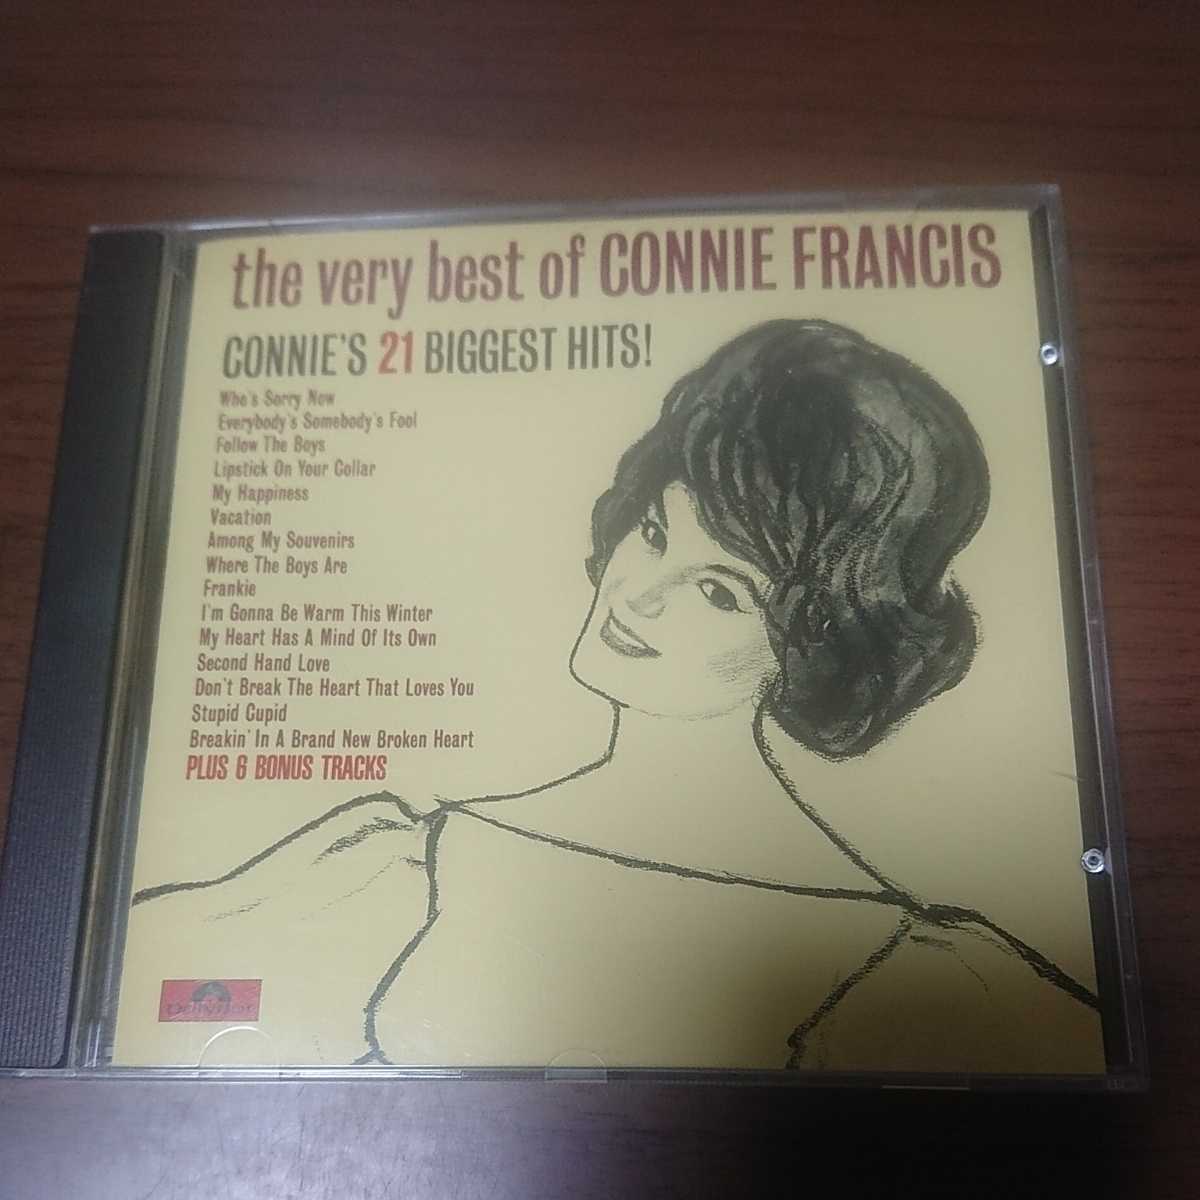 the very best of CONNIE FRANCIS
CONNIE'S 21 BIGGEST HITS!
Who's Sorry Now
Everybody's Somebody's Fool
Follow The Boys
Lipstick On Your Collar
My Happiness
Vacation
Among My Souvenirs
Where The Boys Are
Frankie
I'm Gonna Be Warm This Winter
My Heart Has A Mind Of Its Own
Second Hand Love
Don't Break The Heart That Loves You
Stupid Cupid
Breakin' In A Brand New Broken Heart
PLUS 6 BONUS TRACKS
Polydor